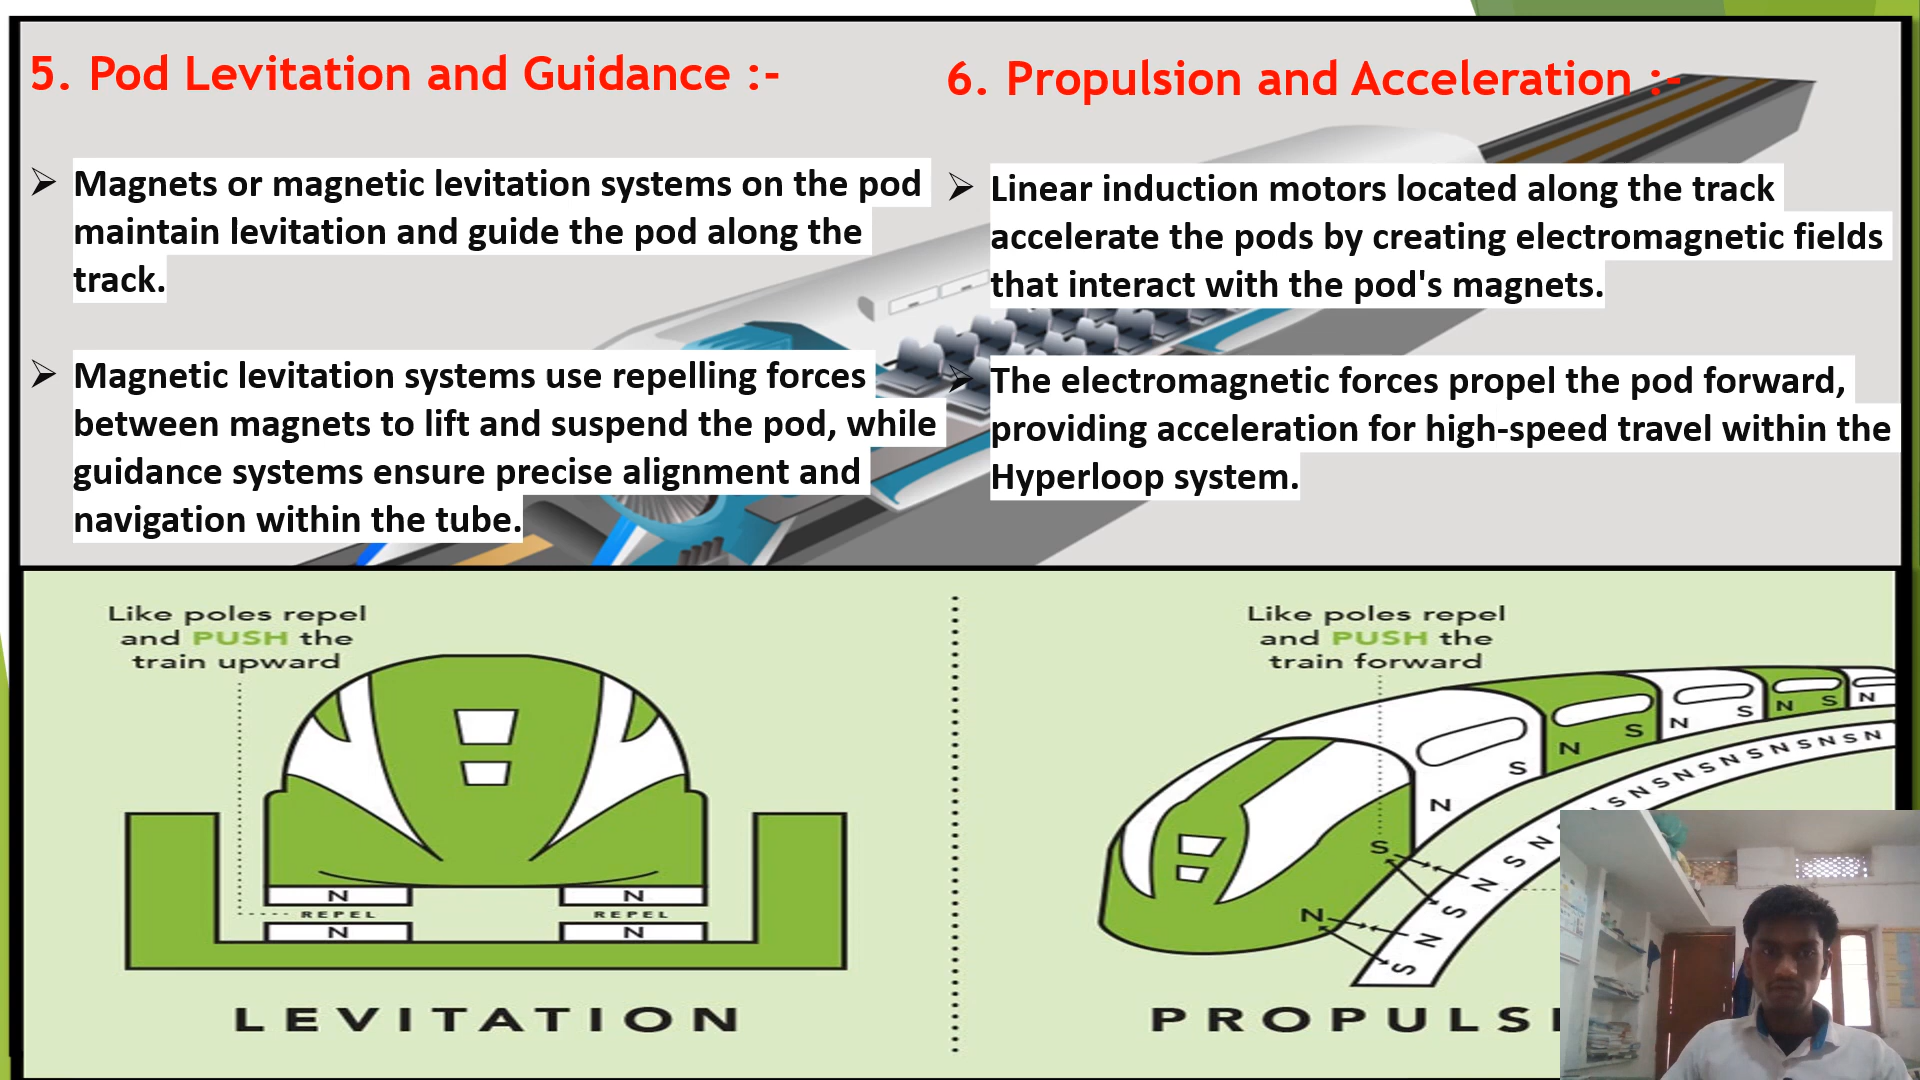 5. Pod Levitation and Guidance :-
➢ Magnets or magnetic levitation systems on the pod
maintain levitation and guide the pod along the
track.
➢ Magnetic levitation systems use repelling forces
between magnets to lift and suspend the pod, while
guidance systems ensure precise alignment and
navigation within the tube.
6. Propulsion and Acceleration :-
➢ Linear induction motors located along the track
accelerate the pods by creating electromagnetic fields
that interact with the pod's magnets.
➢ The electromagnetic forces propel the pod forward,
providing acceleration for high-speed travel within the
Hyperloop system.
Like poles repel
and PUSH the
train upward
N N
REPEL REPEL
N N
LEVITATION
Like poles repel
and PUSH the
train forward
N S N S N S N S N
S N S N S N S N S N
S N S N
S N
N S
PROPULS